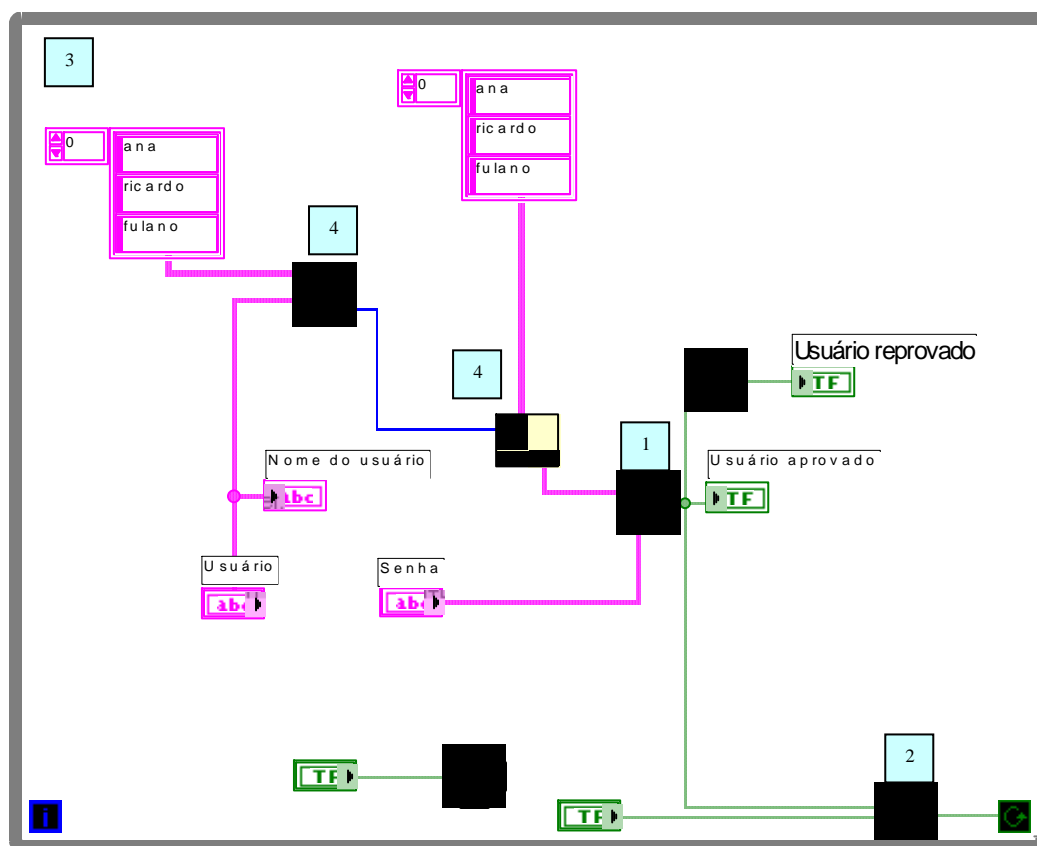 3
0
ana
ricardo
fulano
0
ana
ricardo
fulano
4
4
Usuário reprovado
TF
1
Nome do usuário
abc
Usuário aprovado
TF
Usuário
abc
Senha
abc
2
TF
TF
i